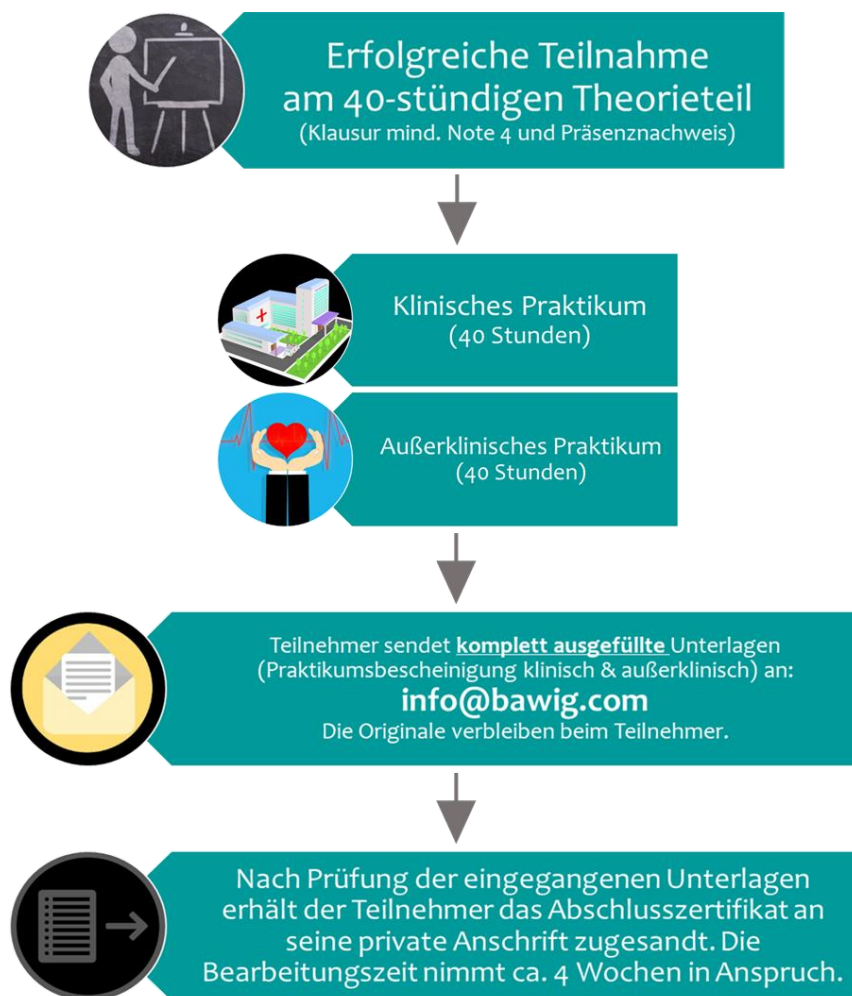 Erfolgreiche Teilnahme
am 40-stündigen Theorieteil
(Klausur mind. Note 4 und Präsenznachweis)
Klinisches Praktikum
(40 Stunden)
Außerklinisches Praktikum
(40 Stunden)
Teilnehmer sendet komplett ausgefüllte Unterlagen
(Praktikumsbescheinigung klinisch & außerklinisch) an:
info@bawig.com
Die Originale verbleiben beim Teilnehmer.
Nach Prüfung der eingegangenen Unterlagen
erhält der Teilnehmer das Abschlusszertifikat an
seine private Anschrift zugesandt. Die
Bearbeitungszeit nimmt ca. 4 Wochen in Anspruch.